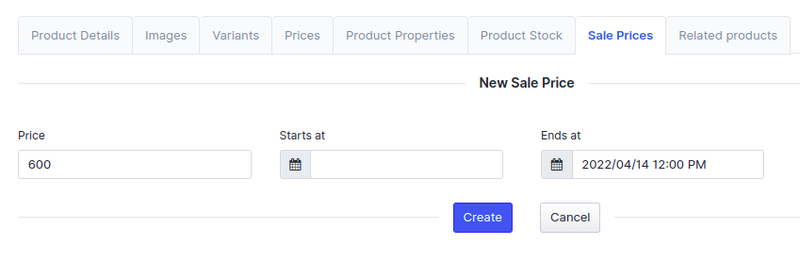 Product Details Images Variants Prices Product Properties Product Stock Sale Prices Related products
New Sale Price
Price Starts at Ends at
600 2022/04/14 12:00 PM
Create Cancel